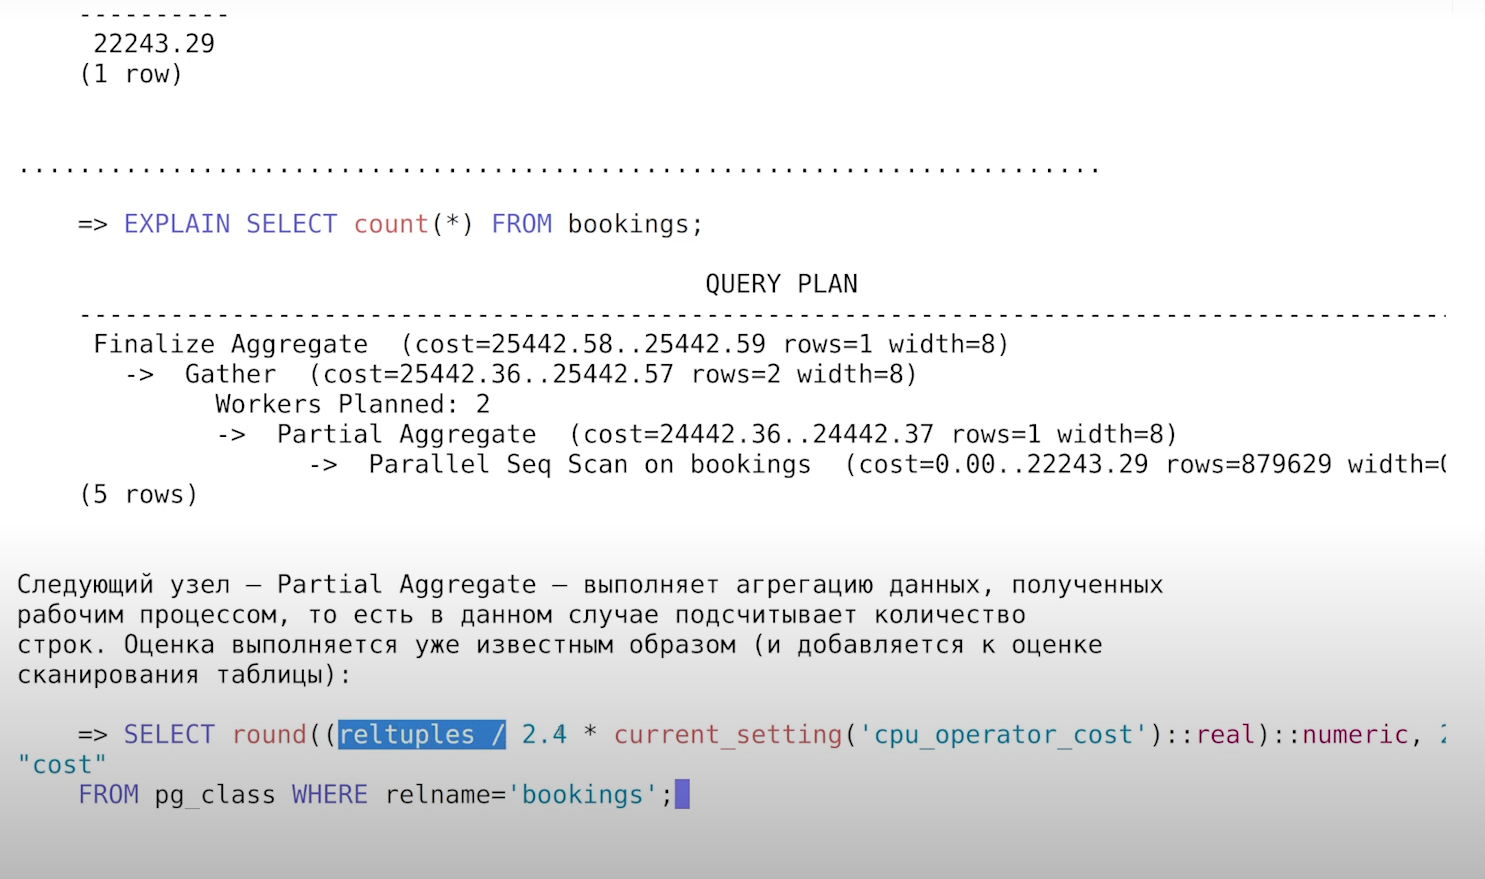 ----------
22243.29
(1 row)
.......................................................................
=> EXPLAIN SELECT count(*) FROM bookings;
QUERY PLAN
-----------------------------------------------------------------------------------------
Finalize Aggregate  (cost=25442.58..25442.59 rows=1 width=8)
->  Gather  (cost=25442.36..25442.57 rows=2 width=8)
Workers Planned: 2
->  Partial Aggregate  (cost=24442.36..24442.37 rows=1 width=8)
->  Parallel Seq Scan on bookings  (cost=0.00..22243.29 rows=879629 width=
(5 rows)
Следующий узел — Partial Aggregate — выполняет агрегацию данных, полученных
рабочим процессом, то есть в данном случае подсчитывает количество
строк. Оценка выполняется уже известным образом (и добавляется к оценке
сканирования таблицы):
=> SELECT round((reltuples / 2.4 * current_setting('cpu_operator_cost')::real)::numeric,
"cost"
FROM pg_class WHERE relname='bookings';